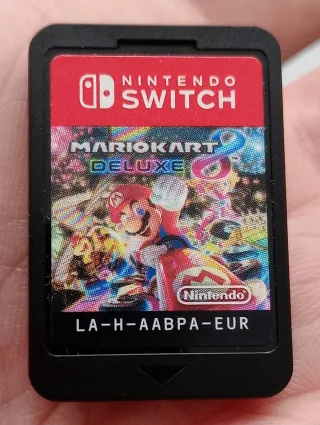 NINTENDO
SWITCH
MARIOKART 8
DELUXE
Nintendo
LA-H-AABPA-EUR